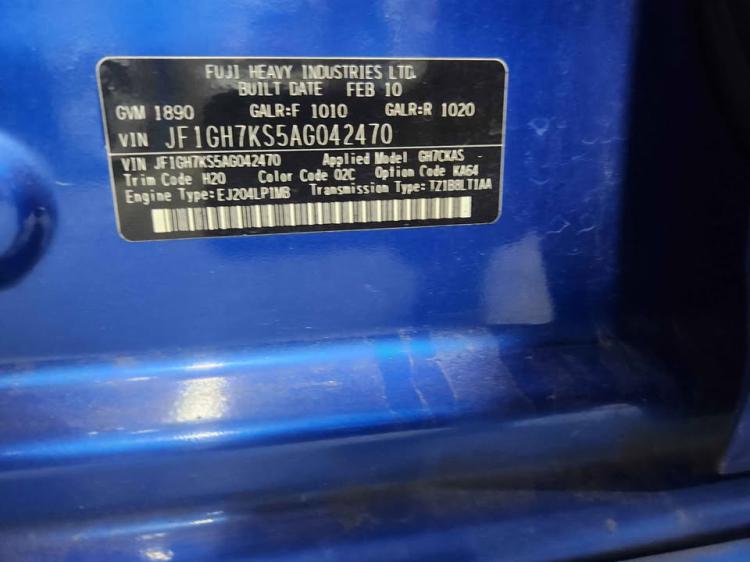 FUJI HEAVY INDUSTRIES LTD.
BUILT DATE FEB 10
GVM 1890 GALR:F 1010 GALR:R 1020
VIN JF1GH7KS5AG042470
VIN JF1GH7KS5AG042470 Applied Model GH7CKAS -
Trim Code H20 Color Code 02C Option Code KA64
Engine Type:EJ204LP1MB Transmission Type:TZ1B8LT1AA